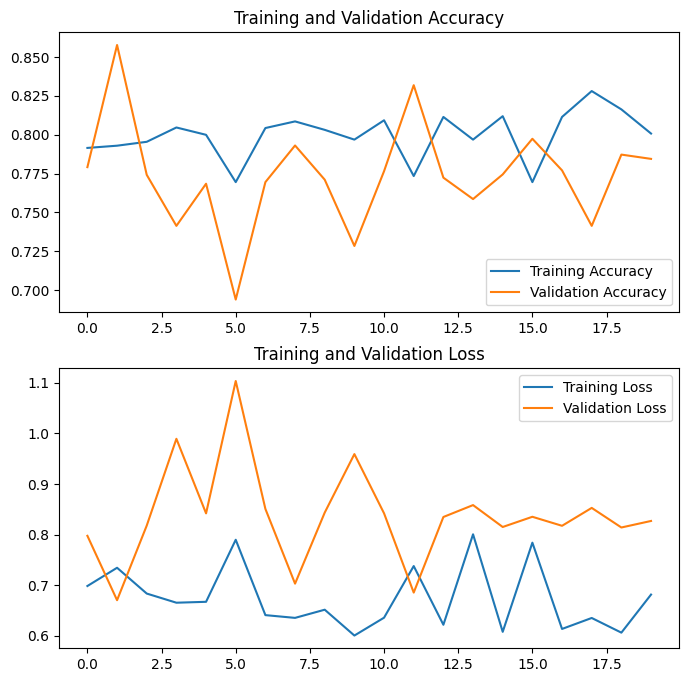 Training and Validation Accuracy
0.850
0.825
0.800
0.775
0.750
0.725
0.700
Training Accuracy
Validation Accuracy
0.0 2.5 5.0 7.5 10.0 12.5 15.0 17.5
Training and Validation Loss
Training Loss
Validation Loss
1.1
1.0
0.9
0.8
0.7
0.6
0.0 2.5 5.0 7.5 10.0 12.5 15.0 17.5